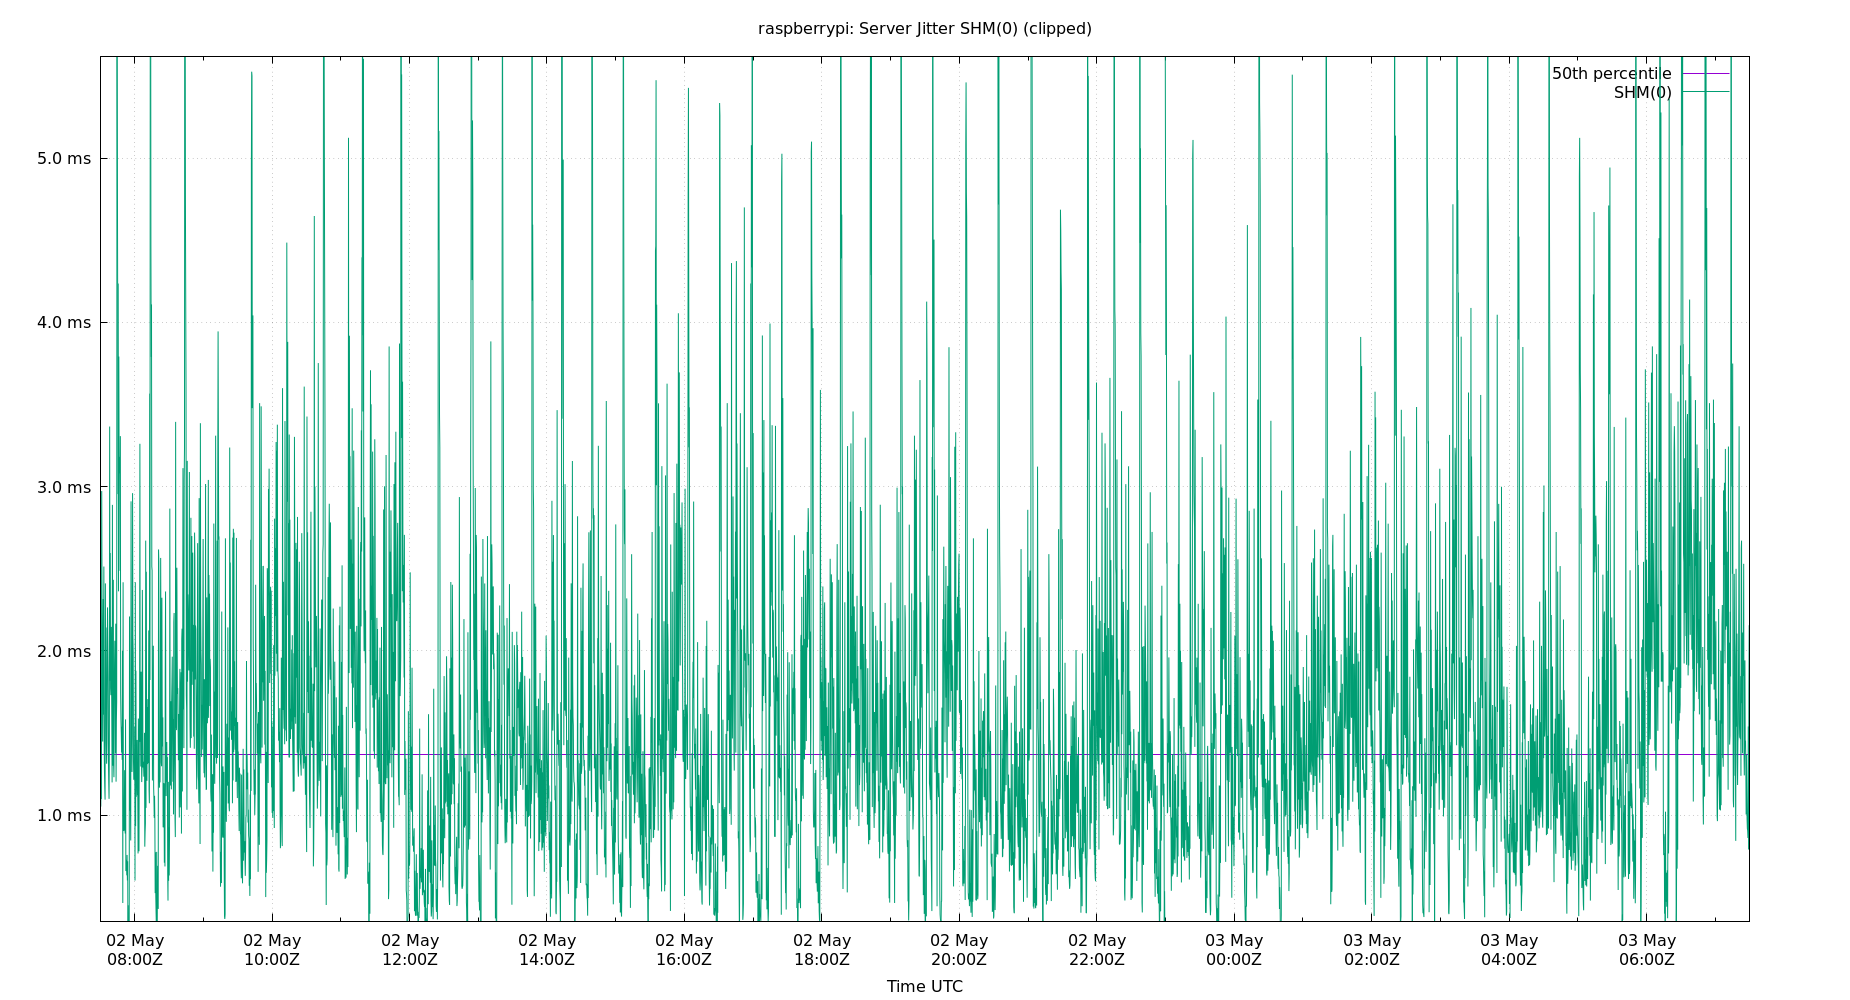 raspberrypi: Server Jitter SHM(0) (clipped)
50th percentile
SHM(0)
5.0 ms
4.0 ms
3.0 ms
2.0 ms
1.0 ms
02 May 02 May 02 May 02 May 02 May 02 May 02 May 02 May 03 May 03 May 03 May 03 May
08:00Z 10:00Z 12:00Z 14:00Z 16:00Z 18:00Z 20:00Z 22:00Z 00:00Z 02:00Z 04:00Z 06:00Z
Time UTC